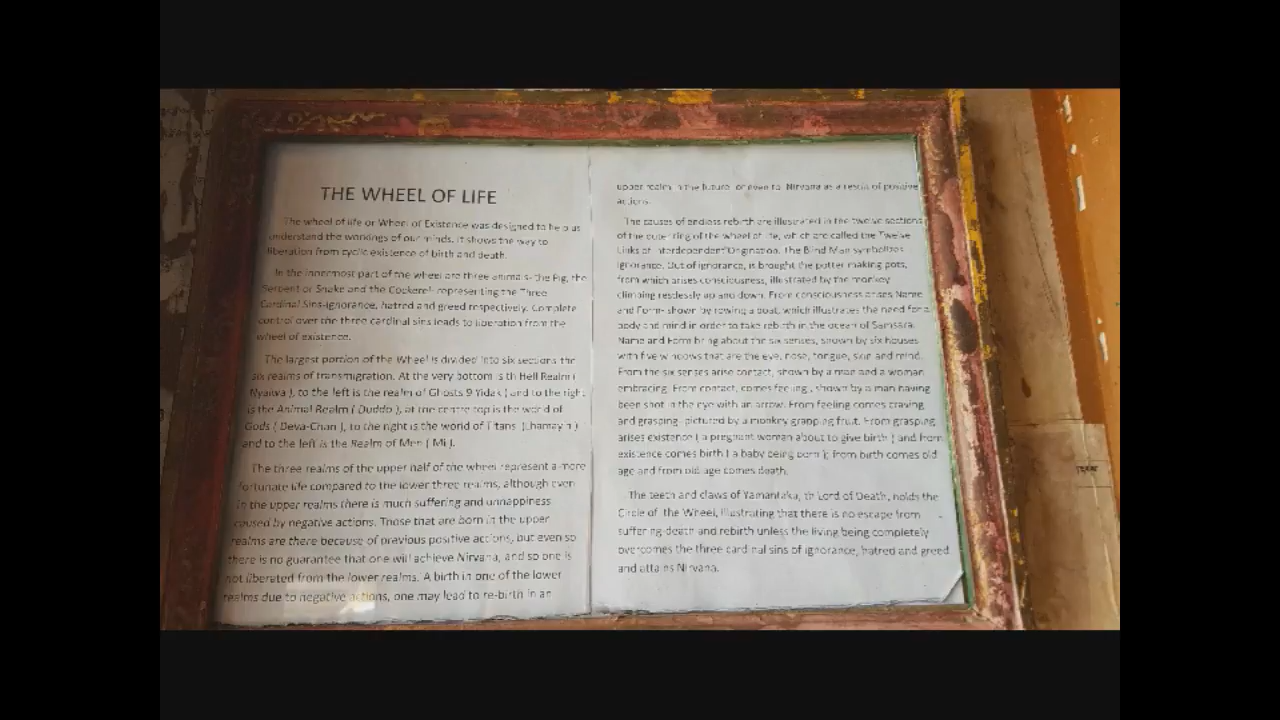 THE WHEEL OF LIFE
The wheel of life or Wheel of Existence was designed to help us
understand the workings of our minds. It shows the way to
liberation from cyclic existence of birth and death.
In the innermost part of the wheel are three animals- the Pig, the
Serpent or Snake and the Cockerel- representing the Three
Cardinal Sins-ignorance, hatred and greed respectively. Complete
control over the three cardinal sins leads to liberation from the
wheel of existence.
The largest portion of the Wheel is divided into six sections the
six realms of transmigration. At the very bottom is th Hell Realm (
Nyalwa ), to the left is the realm of Ghosts 9 Yidak ) and to the right
is the Animal Realm ( Duddo ), at the centre top is the world of
Gods ( Deva-Chan ), to the right is the world of Titans (Lhamayin )
and to the left is the Realm of Men ( Mi ).
The three realms of the upper half of the wheel represent a more
fortunate life compared to the lower three realms, although even
in the upper realms there is much suffering and unhappiness
caused by negative actions. Those that are born in the upper
realms are there because of previous positive actions, but even so
there is no guarantee that one will achieve Nirvana, and so one is
not liberated from the lower realms. A birth in one of the lower
realms due to negative actions, one may lead to re-birth in an
upper realm in the future or even to Nirvana as a result of positive
actions.
The causes of endless rebirth are illustrated in the twelve sections
of the outer ring of the wheel of life, which are called the Twelve
Links of Interdependent Origination. The Blind Man symbolizes
ignorance. Out of ignorance, is brought the potter making pots,
from which arises consciousness, illustrated by the monkey
climbing restlessly up and down. From consciousness arises Name
and Form- shown by rowing a boat, which illustrates the need for a
body and mind in order to take rebirth in the ocean of Samsara.
Name and Form bring about the six senses, shown by six houses
with five windows that are the eye, nose, tongue, skin and mind.
From the six senses arise contact, shown by a man and a woman
embracing. From contact, comes feeling , shown by a man having
been shot in the eye with an arrow. From feeling comes craving
and grasping- pictured by a monkey grapping fruit. From grasping
arises existence ( a pregnant woman about to give birth ) and from
existence comes birth ( a baby being born ); from birth comes old
age and from old age comes death.
The teeth and claws of Yamantaka, th Lord of Death, holds the
Circle of the Wheel, illustrating that there is no escape from
suffering-death and rebirth unless the living being completely
overcomes the three cardinal sins of ignorance, hatred and greed
and attains Nirvana.